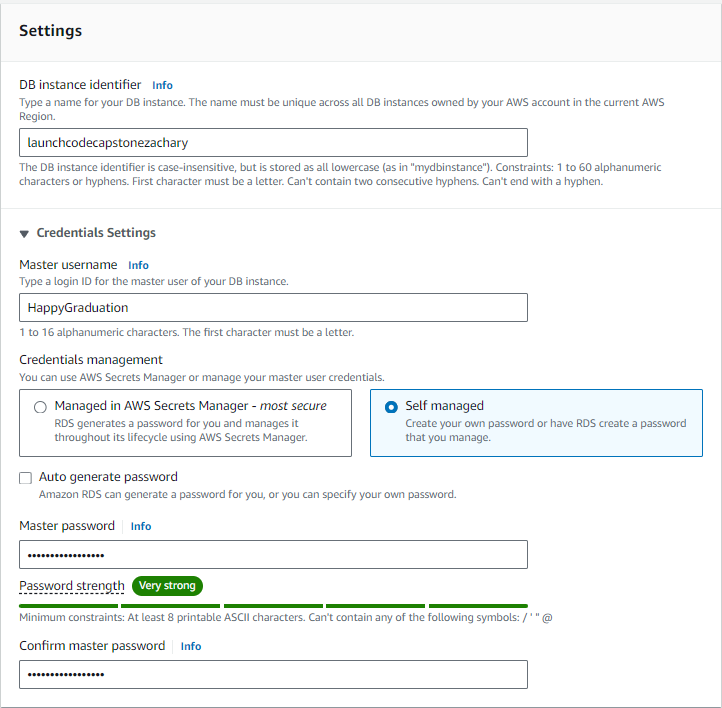 Settings
DB instance identifier Info
Type a name for your DB instance. The name must be unique across all DB instances owned by your AWS account in the current AWS
Region.
launchcodecapstonezachary
The DB instance identifier is case-insensitive, but is stored as all lowercase (as in "mydbinstance"). Constraints: 1 to 60 alphanumeric
characters or hyphens. First character must be a letter. Can't contain two consecutive hyphens. Can't end with a hyphen.
Credentials Settings
Master username Info
Type a login ID for the master user of your DB instance.
HappyGraduation
1 to 16 alphanumeric characters. The first character must be a letter.
Credentials management
You can use AWS Secrets Manager or manage your master user credentials.
Managed in AWS Secrets Manager - most secure
RDS generates a password for you and manages it
throughout its lifecycle using AWS Secrets Manager.
Self managed
Create your own password or have RDS create a password
that you manage.
Auto generate password
Amazon RDS can generate a password for you, or you can specify your own password.
Master password Info
•••••••••••••••••
Password strength Very strong
Minimum constraints: At least 8 printable ASCII characters. Can't contain any of the following symbols: / ' " @
Confirm master password Info
•••••••••••••••••